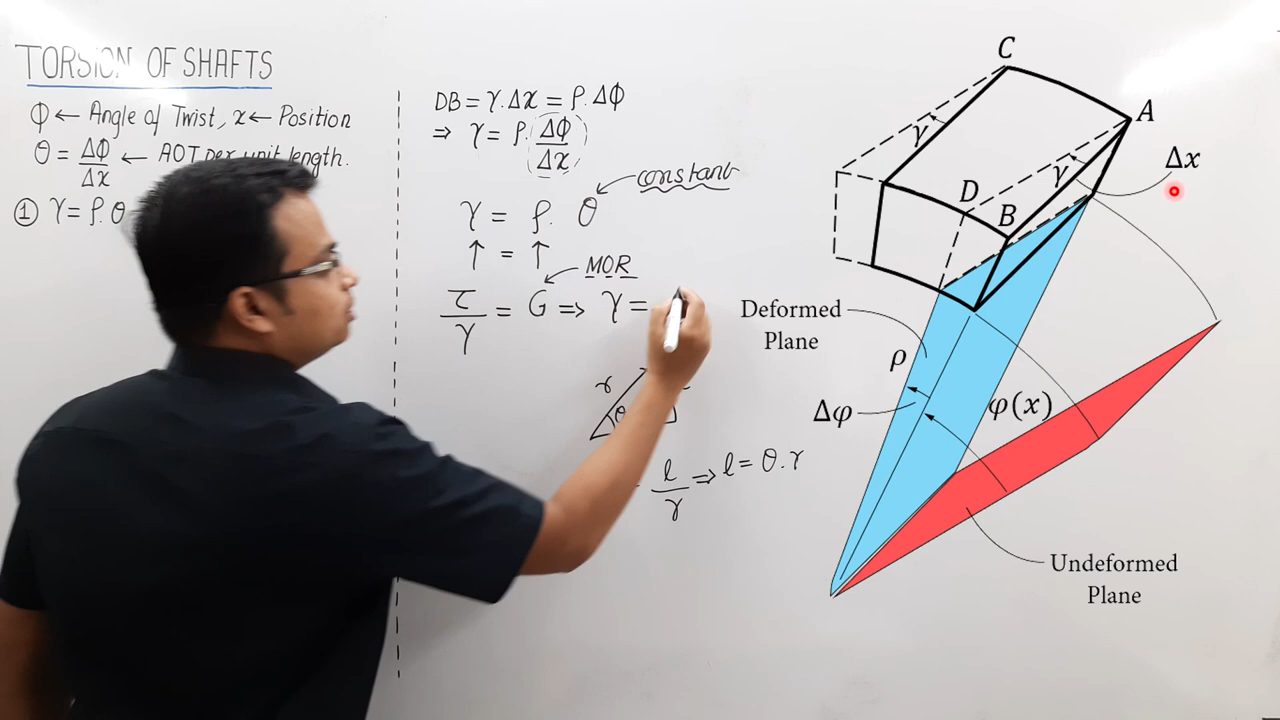 TORSION OF SHAFTS
φ ← Angle of Twist, x ← Position
θ = Δφ/Δx ← AOT per unit length.
① γ = ρ.θ
DB = γ.Δx = ρ.Δφ
⇒ γ = ρ.Δφ/Δx
constant
γ = ρ. θ
↑ = ↑
MOR
τ/γ = G ⇒ γ =
r
θ
l/r ⇒ l = θ.r
C
A
γ
γ
Δx
D
B
Deformed
Plane
ρ
Δφ
φ(x)
Undeformed
Plane